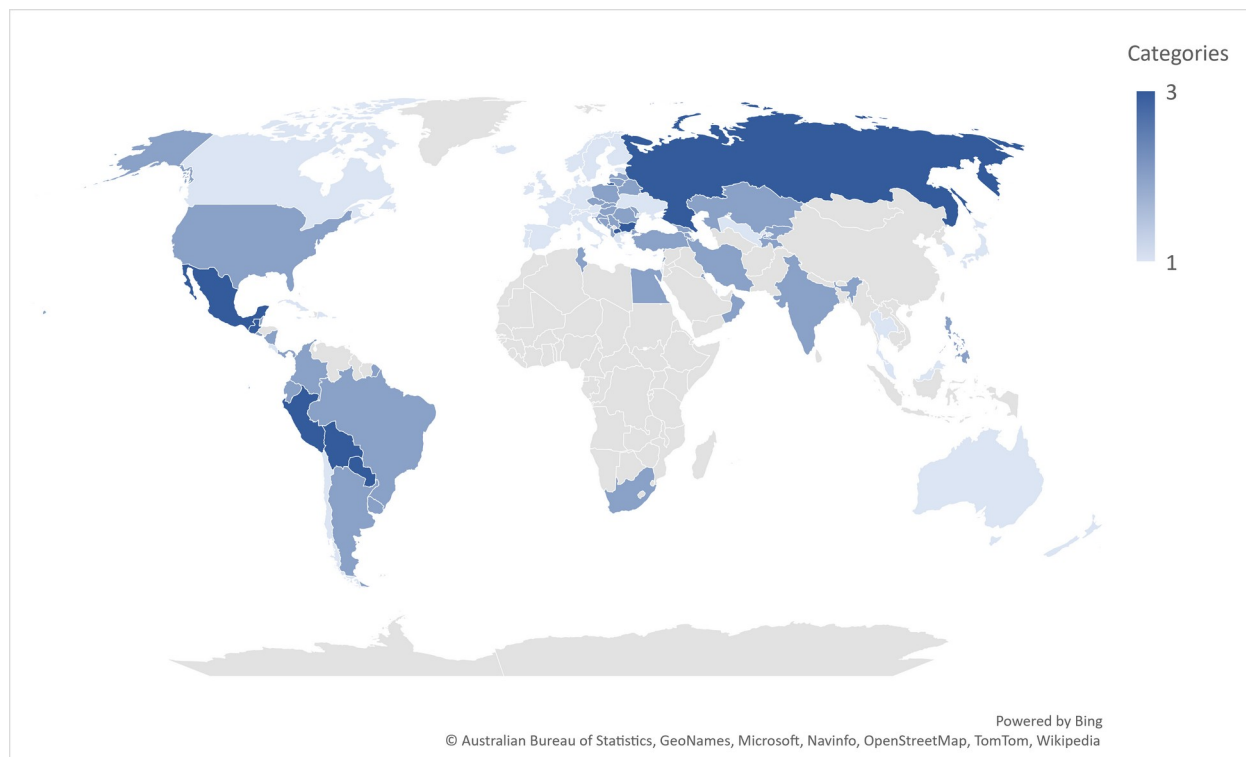 Categories
3
1
Powered by Bing
© Australian Bureau of Statistics, GeoNames, Microsoft, Navinfo, OpenStreetMap, TomTom, Wikipedia